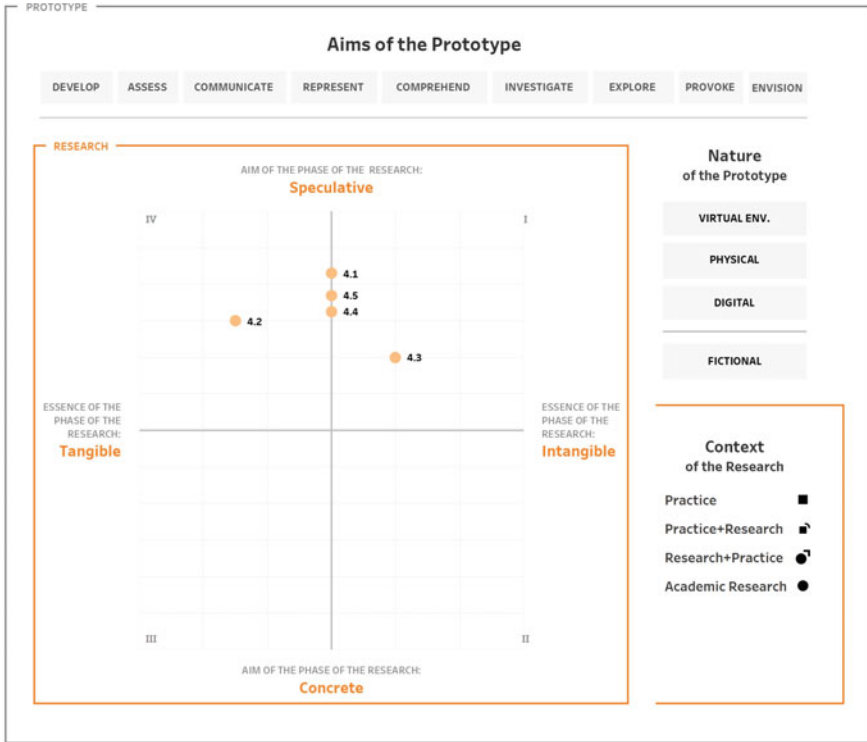 PROTOTYPE
Aims of the Prototype
DEVELOP
ASSESS
COMMUNICATE
REPRESENT
COMPREHEND
INVESTIGATE
EXPLORE
PROVOKE
ENVISION
RESEARCH
AIM OF THE PHASE OF THE RESEARCH:
Speculative
IV
I
4.1
4.5
4.4
4.2
4.3
ESSENCE OF THE
PHASE OF THE
RESEARCH:
Tangible
ESSENCE OF THE
PHASE OF THE
RESEARCH:
Intangible
III
II
AIM OF THE PHASE OF THE RESEARCH:
Concrete
Nature
of the Prototype
VIRTUAL ENV.
PHYSICAL
DIGITAL
FICTIONAL
Context
of the Research
Practice
Practice+Research
Research+Practice
Academic Research